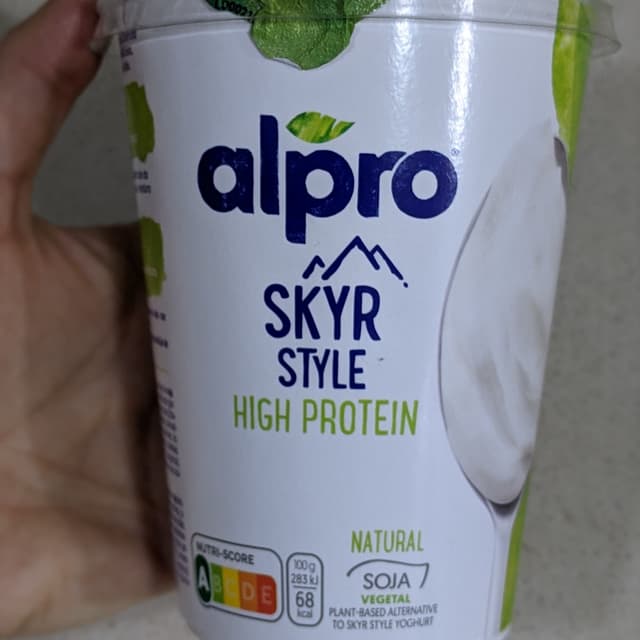 alpro
SKYR
STYLE
HIGH PROTEIN
NUTRI-SCORE
A B C D E
100 g
283 kJ
68
kcal
NATURAL
SOJA
VEGETAL
PLANT-BASED ALTERNATIVE
TO SKYR STYLE YOGHURT